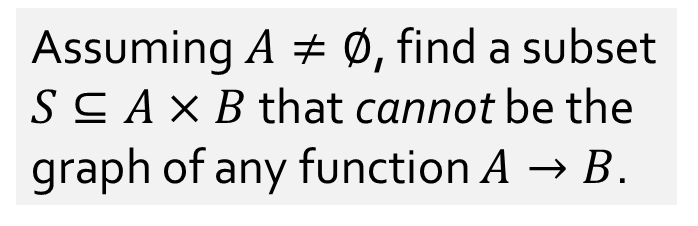 Assuming A ≠ ∅, find a subset
S ⊆ A × B that cannot be the
graph of any function A → B.